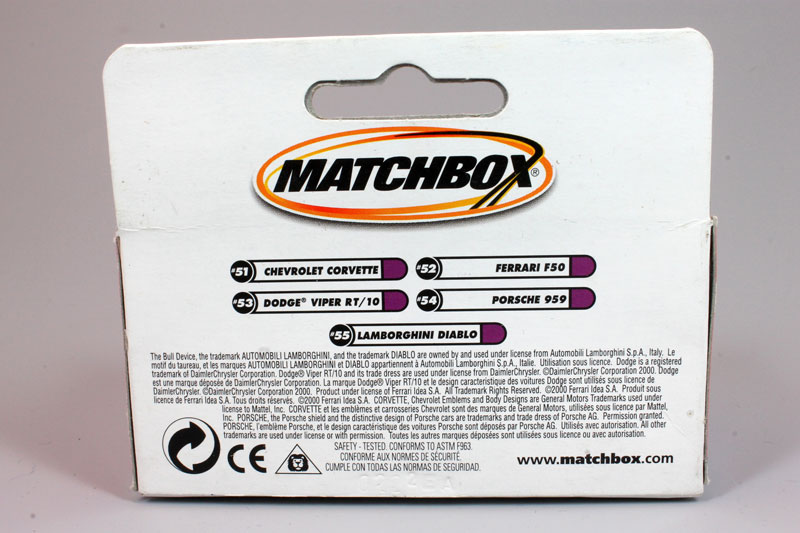 MATCHBOX®
#51 CHEVROLET CORVETTE
#52 FERRARI F50
#53 DODGE® VIPER RT/10
#54 PORSCHE 959
#55 LAMBORGHINI DIABLO
The Bull Device, the trademark AUTOMOBILI LAMBORGHINI, and the trademark DIABLO are owned by and used under license from Automobili Lamborghini S.p.A., Italy. Le
motif du taureau, et les marques AUTOMOBILI LAMBORGHINI et DIABLO appartiennent à Automobili Lamborghini S.p.A., Italie. Utilisation sous licence. Dodge is a registered
trademark of DaimlerChrysler Corporation. Dodge® Viper RT/10 and its trade dress are used under license. ©DaimlerChrysler Corporation 2000. Dodge
est une marque déposée de DaimlerChrysler Corporation. La marque Dodge® Viper RT/10 et le design caracteristique des voitures Dodge sont utilisés sous licence de
DaimlerChrysler. ©DaimlerChrysler Corporation 2000. Product under license of Ferrari Idea S.A. All Trademark Rights Reserved. ©2000 Ferrari Idea S.A. Produit sous
licence de Ferrari Idea S.A. Tous droits réservés. ©2000 Ferrari Idea S.A. CORVETTE, Chevrolet Emblems and Body Designs are General Motors Trademarks used under
license to Mattel, Inc. CORVETTE et les emblèmes et carrosseries Chevrolet sont des marques de General Motors, utilisées sous licence par Mattel,
Inc. PORSCHE, the Porsche shield and the distinctive design of Porsche cars are trademarks and trade dress of Porsche AG. Permission granted.
PORSCHE, l'emblème Porsche, et le design caractéristique des voitures Porsche sont déposés par Porsche AG. Utilisés avec autorisation. All other
trademarks are used under license or with permission. Toutes les autres marques déposées sont utilisées sous licence ou avec autorisation.
SAFETY - TESTED. CONFORMS TO ASTM F963.
CONFORME AUX NORMES DE SÉCURITÉ.
CUMPLE CON TODAS LAS NORMAS DE SEGURIDAD.
CE
www.matchbox.com